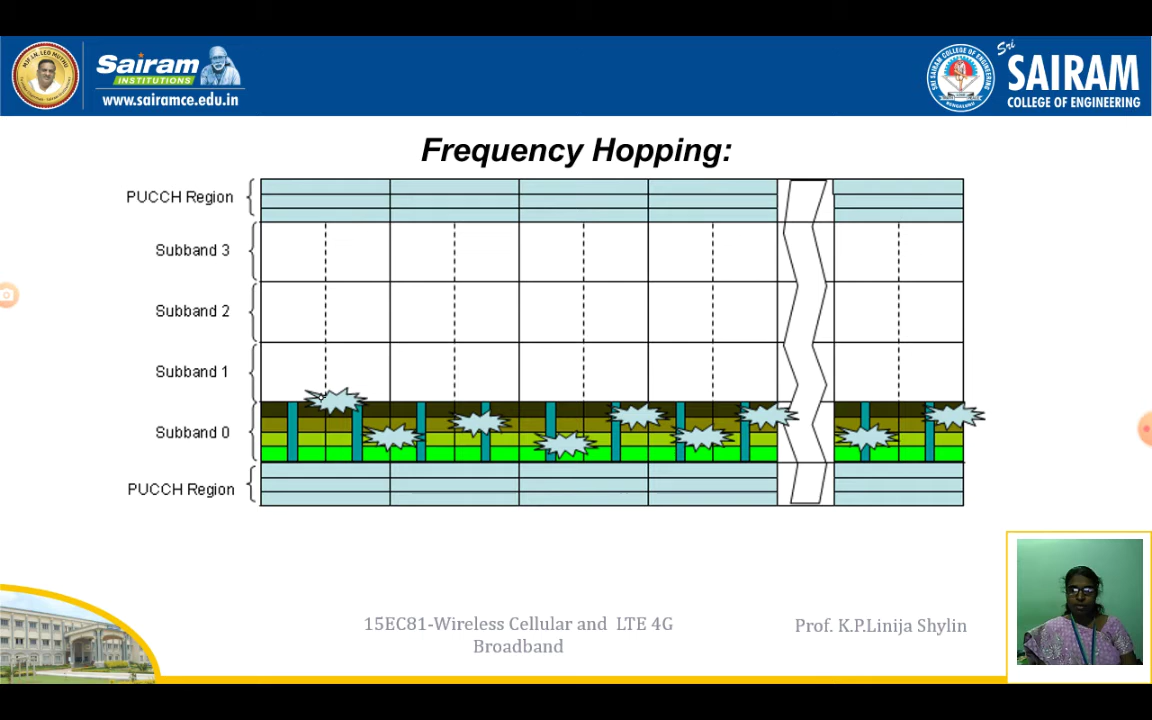 Sairam
INSTITUTIONS
www.sairamce.edu.in
Sri
SAIRAM
COLLEGE OF ENGINEERING
Frequency Hopping:
PUCCH Region
Subband 3
Subband 2
Subband 1
Subband 0
PUCCH Region
15EC81-Wireless Cellular and LTE 4G
Broadband
Prof. K.P.Linija Shylin